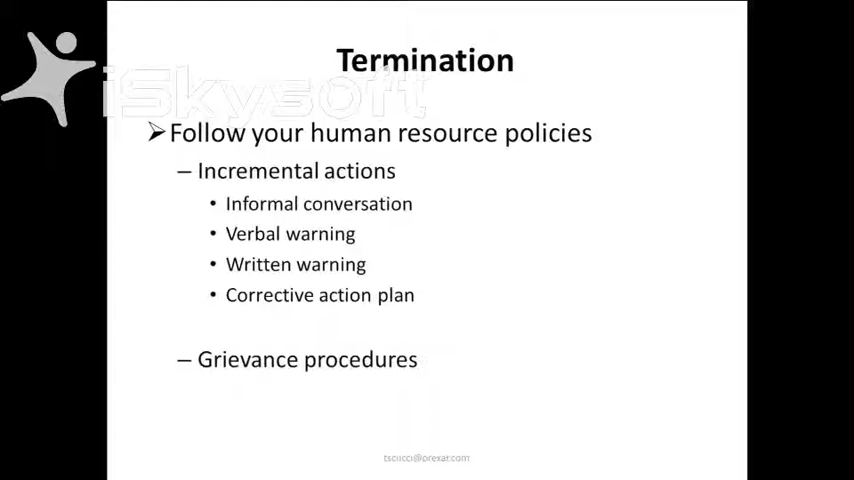 Termination
iSkysoft
➢Follow your human resource policies
– Incremental actions
• Informal conversation
• Verbal warning
• Written warning
• Corrective action plan
– Grievance procedures